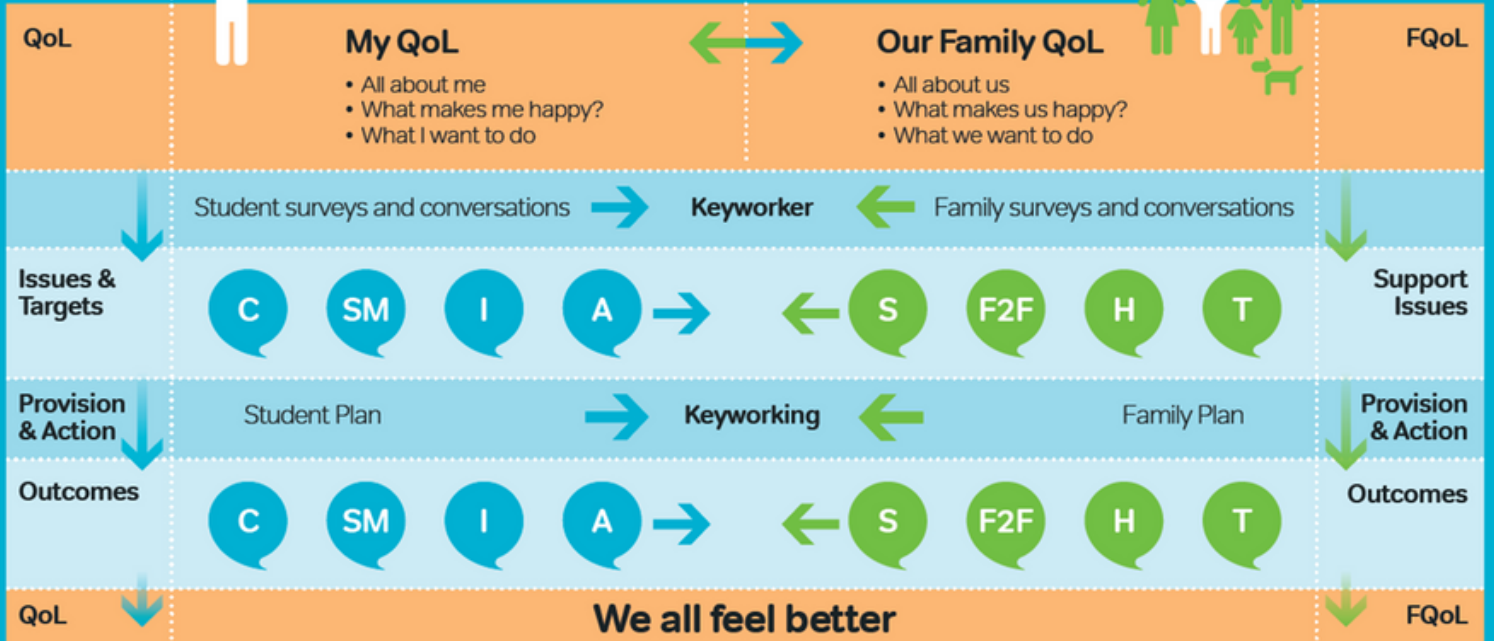 QoL
My QoL
• All about me
• What makes me happy?
• What I want to do
Our Family QoL
• All about us
• What makes us happy?
• What we want to do
FQoL
Student surveys and conversations
Keyworker
Family surveys and conversations
Issues &
Targets
C
SM
I
A
S
F2F
H
T
Support
Issues
Provision
& Action
Student Plan
Keyworking
Family Plan
Provision
& Action
Outcomes
C
SM
I
A
S
F2F
H
T
Outcomes
QoL
We all feel better
FQoL